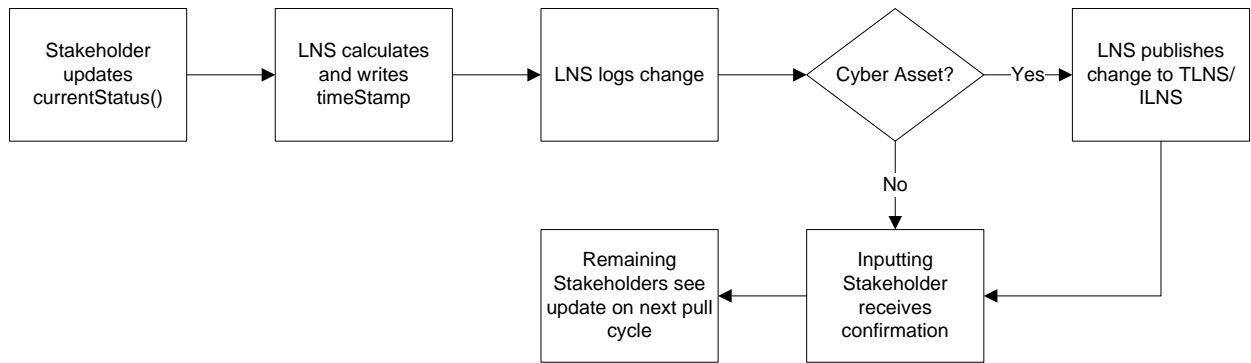 Stakeholder
updates
currentStatus()
LNS calculates
and writes
timeStamp
LNS logs change
Cyber Asset?
Yes
LNS publishes
change to TLNS/
ILNS
No
Remaining
Stakeholders see
update on next pull
cycle
Inputting
Stakeholder
receives
confirmation